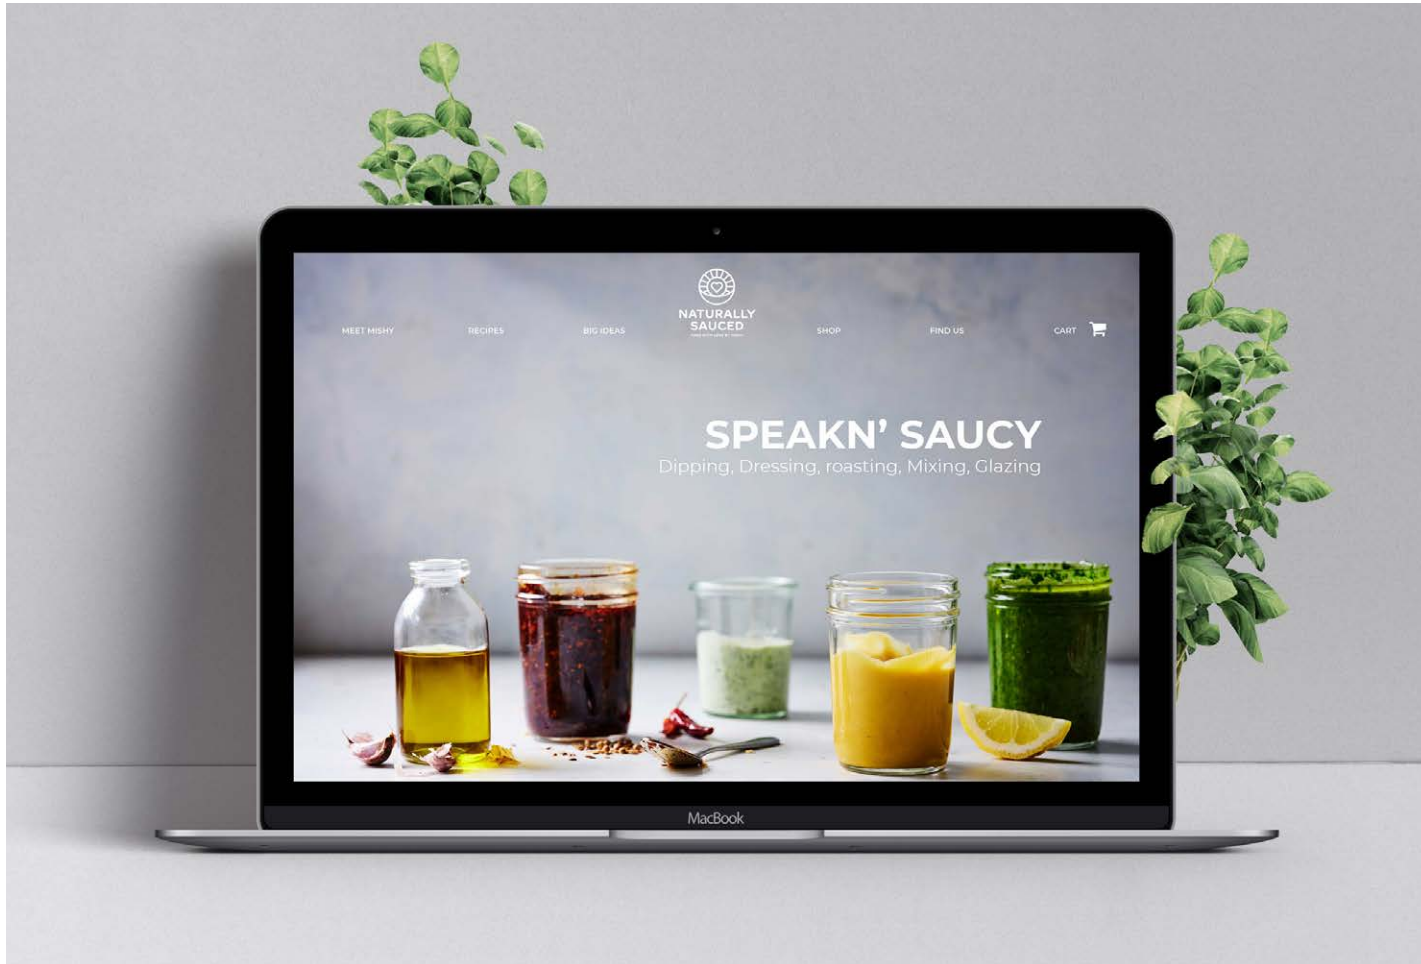 NATURALLY
SAUCED
MEET MISHY
RECIPES
BIG IDEAS
SHOP
FIND US
CART
SPEAKN' SAUCY
Dipping, Dressing, roasting, Mixing, Glazing
MacBook